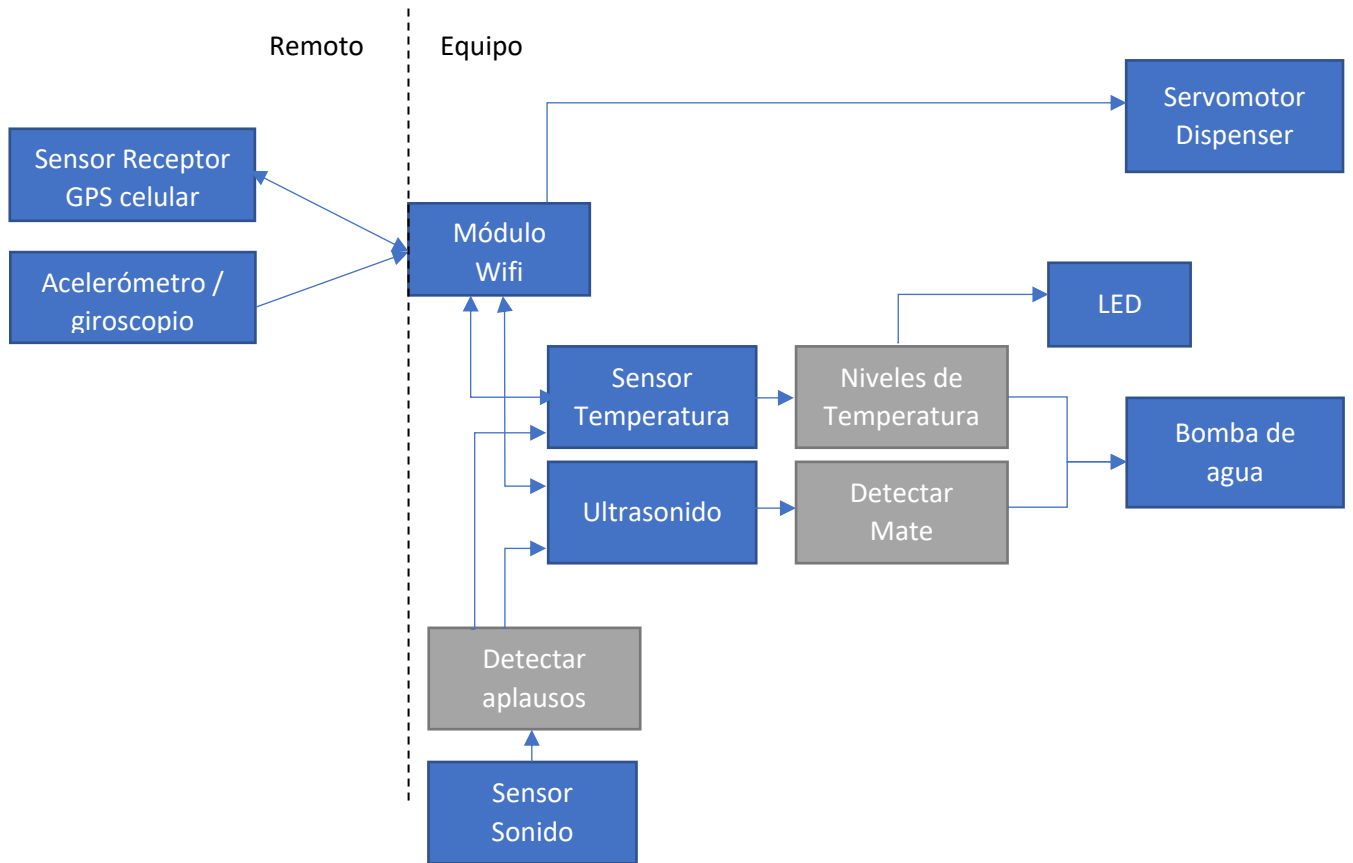 Remoto
Equipo
Servomotor
Dispenser
Sensor Receptor
GPS celular
Módulo
Wifi
Acelerómetro /
giroscopio
LED
Sensor
Temperatura
Niveles de
Temperatura
Bomba de
agua
Ultrasonido
Detectar
Mate
Detectar
aplausos
Sensor
Sonido